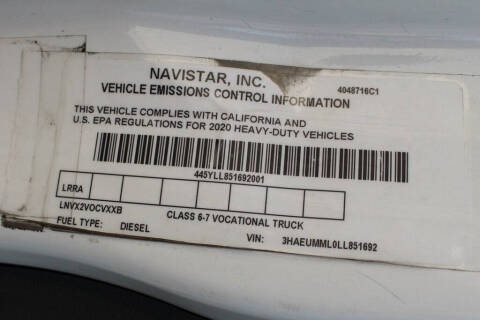 NAVISTAR, INC.
4048716C1
VEHICLE EMISSIONS CONTROL INFORMATION
THIS VEHICLE COMPLIES WITH CALIFORNIA AND
U.S. EPA REGULATIONS FOR 2020 HEAVY-DUTY VEHICLES
445YLL851692001
LRRA
LNVX2VOCVXXB
CLASS 6-7 VOCATIONAL TRUCK
FUEL TYPE: DIESEL
VIN: 3HAEUMML0LL851692